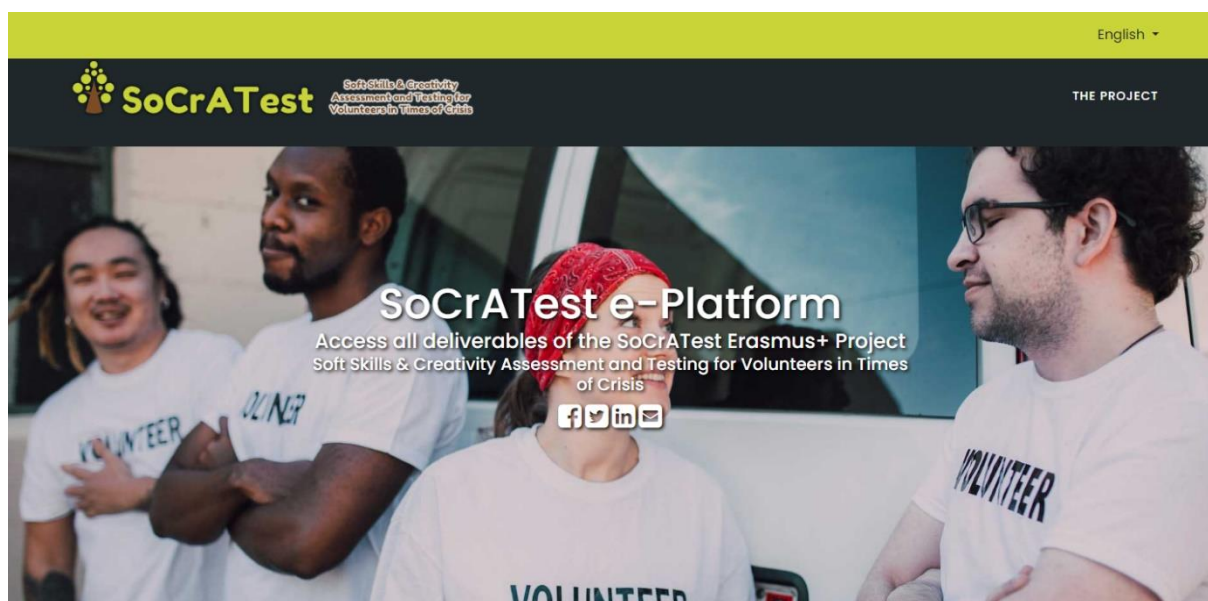 English
SoCrATest
Soft Skills & Creativity
Assessment and Testing for
Volunteers in Times of Crisis
THE PROJECT
SoCrATest e-Platform
Access all deliverables of the SoCrATest Erasmus+ Project
Soft Skills & Creativity Assessment and Testing for Volunteers in Times
of Crisis
f in
VOLUNTEER
VOLUNTEER
VOLUNTEER